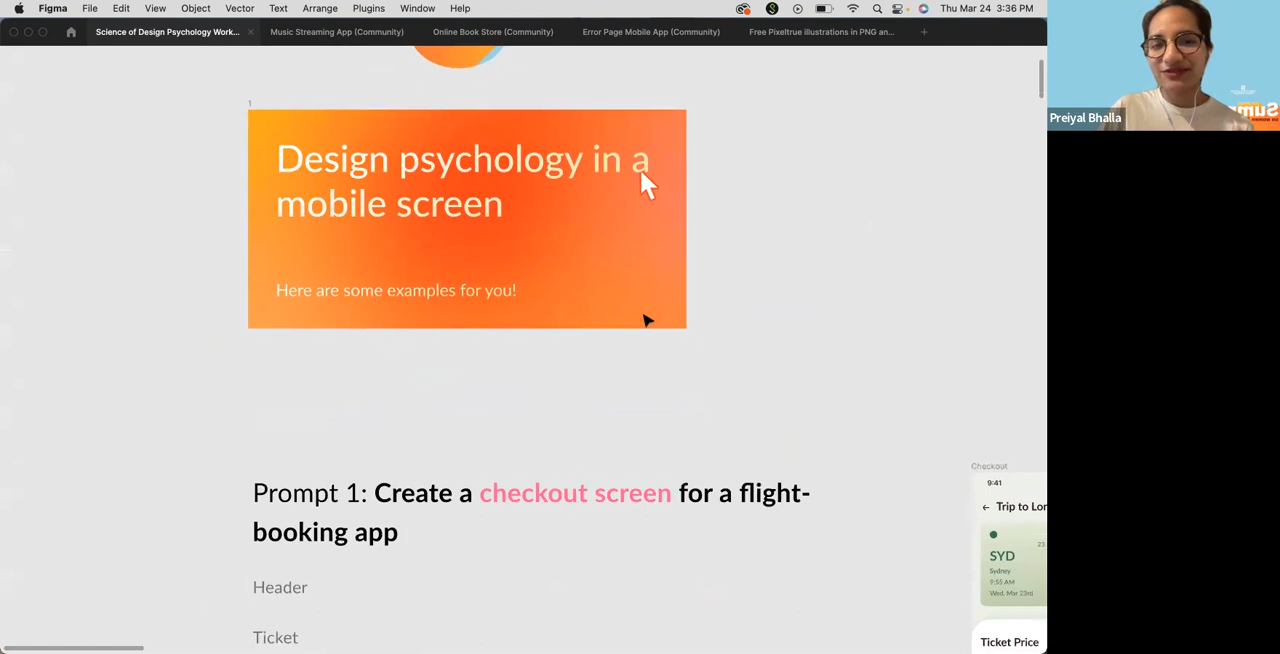 Figma File Edit View Object Vector Text Arrange Plugins Window Help Thu Mar 24 3:36 PM
Science of Design Psychology Work... Music Streaming App (Community) Online Book Store (Community) Error Page Mobile App (Community) Free Pixeltrue illustrations in PNG an...
1
Design psychology in a
mobile screen
Here are some examples for you!
Preiyal Bhalla
Prompt 1: Create a checkout screen for a flight-
booking app
Header
Ticket
Checkout
9:41
← Trip to Lon
SYD
23
Sydney
9:55 AM
Wed. Mar 23rd
Ticket Price